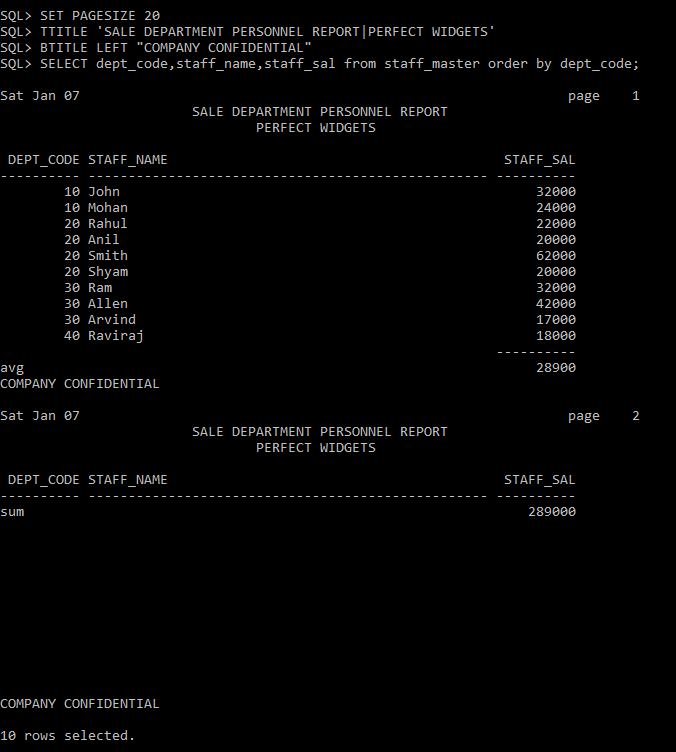 SQL> SET PAGESIZE 20
SQL> TTITLE 'SALE DEPARTMENT PERSONNEL REPORT|PERFECT WIDGETS'
SQL> BTITLE LEFT "COMPANY CONFIDENTIAL"
SQL> SELECT dept_code,staff_name,staff_sal from staff_master order by dept_code;
Sat Jan 07 page 1
SALE DEPARTMENT PERSONNEL REPORT
PERFECT WIDGETS
DEPT_CODE STAFF_NAME STAFF_SAL
---------- -------------------------------------------------- ----------
10 John 32000
10 Mohan 24000
20 Rahul 22000
20 Anil 20000
20 Smith 62000
20 Shyam 20000
30 Ram 32000
30 Allen 42000
30 Arvind 17000
40 Raviraj 18000
----------
avg 28900
COMPANY CONFIDENTIAL
Sat Jan 07 page 2
SALE DEPARTMENT PERSONNEL REPORT
PERFECT WIDGETS
DEPT_CODE STAFF_NAME STAFF_SAL
---------- -------------------------------------------------- ----------
sum 289000
COMPANY CONFIDENTIAL
10 rows selected.